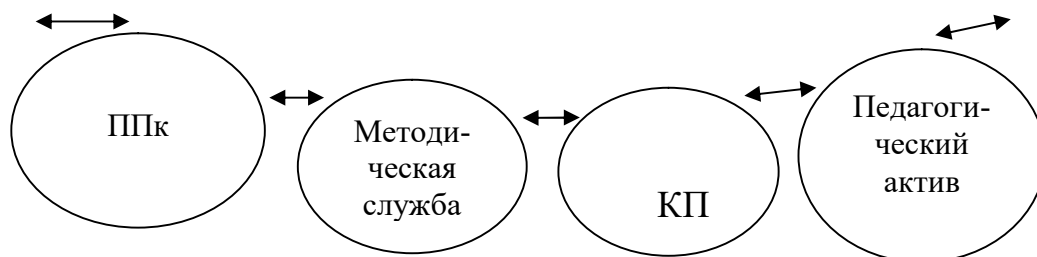 ППк
Методи-
ческая
служба
КП
Педагоги-
ческий
актив